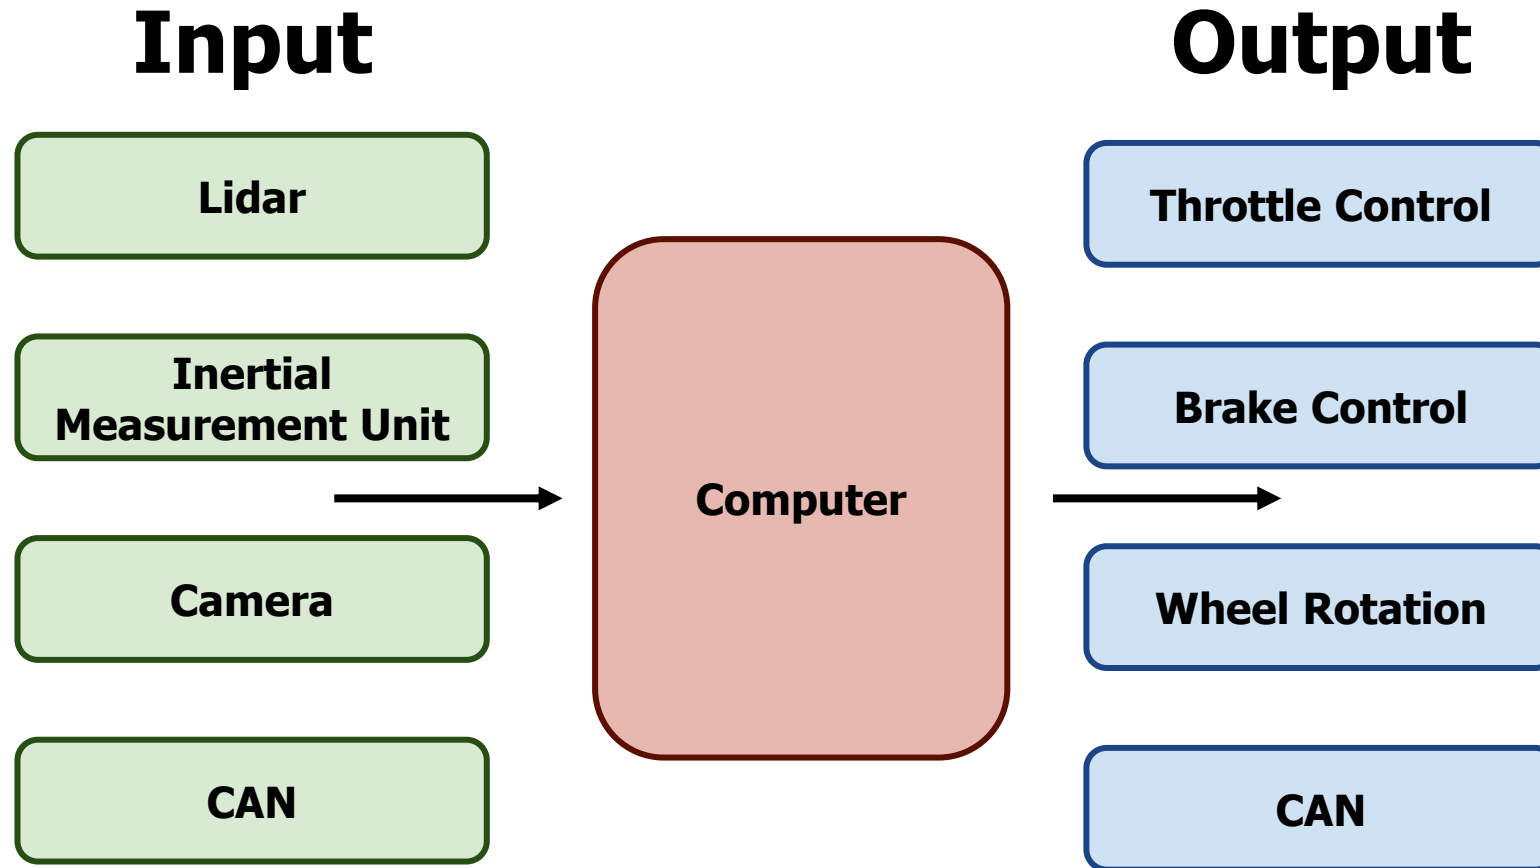 Input
Output
Lidar
Inertial
Measurement Unit
Camera
CAN
Computer
Throttle Control
Brake Control
Wheel Rotation
CAN